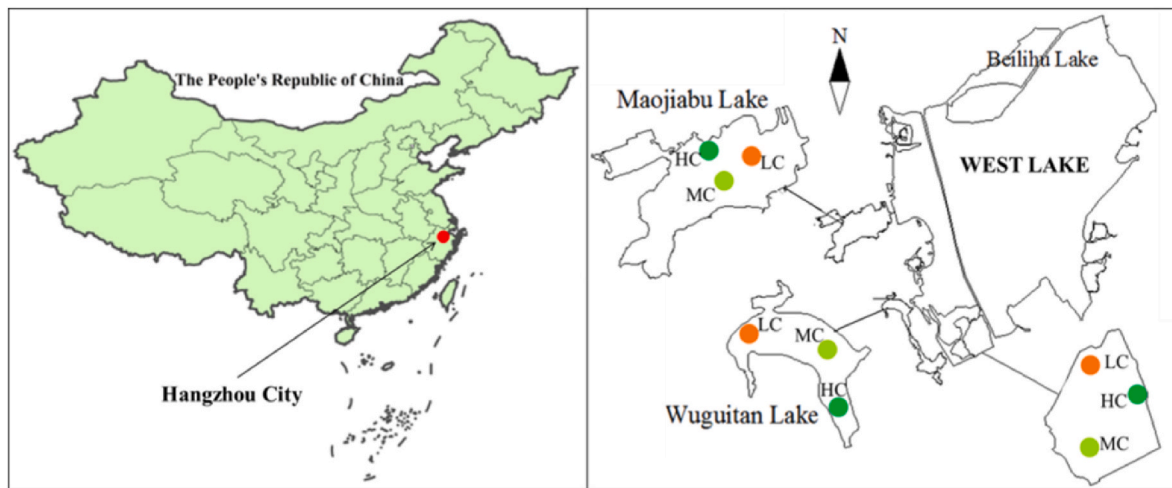 The People's Republic of China
Hangzhou City
N
Beilihu Lake
Maojiabu Lake
HC
LC
MC
WEST LAKE
LC
MC
HC
Wuguitan Lake
LC
HC
MC